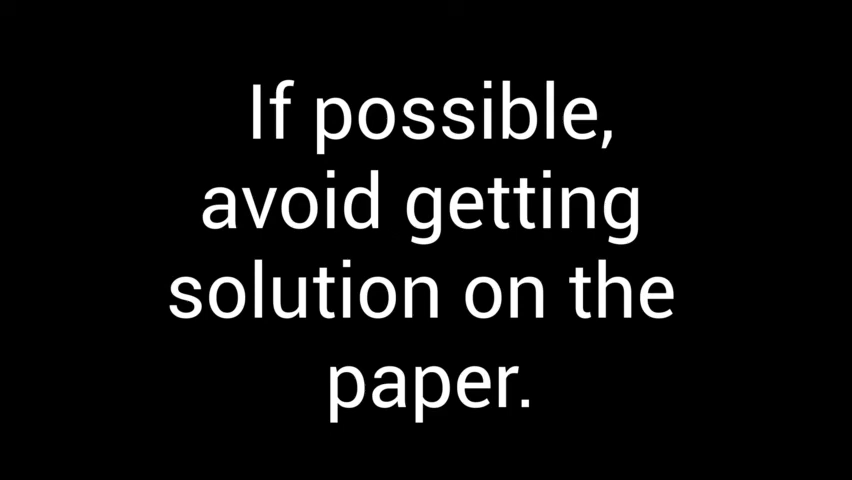 If possible,
avoid getting
solution on the
paper.